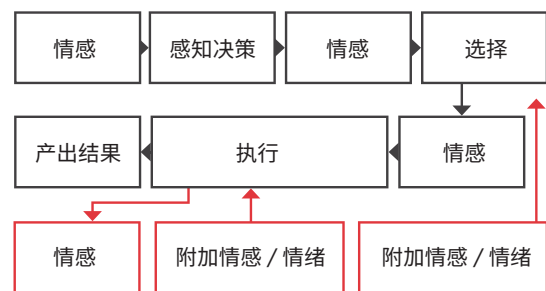 情感
感知决策
情感
选择
产出结果
执行
情感
情感
附加情感 / 情绪
附加情感 / 情绪